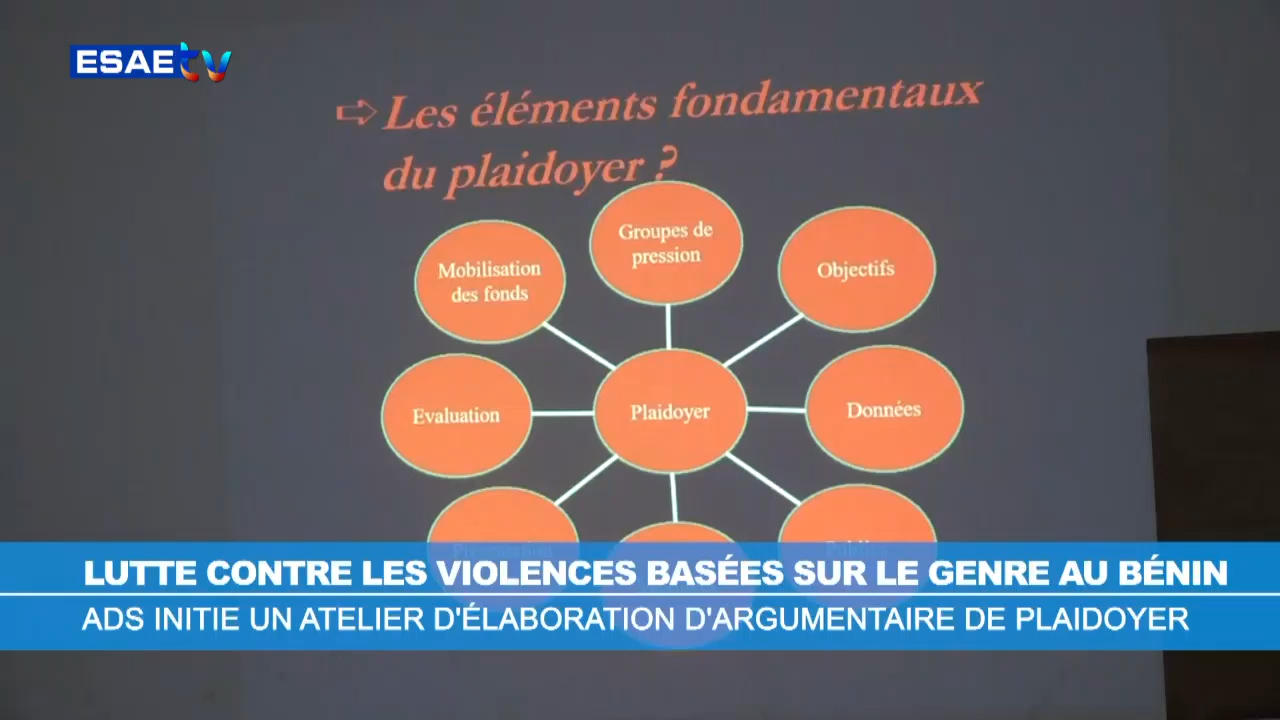 ESAE tv
Les éléments fondamentaux
du plaidoyer ?
Groupes de
pression
Mobilisation
des fonds
Objectifs
Evaluation
Plaidoyer
Données
LUTTE CONTRE LES VIOLENCES BASÉES SUR LE GENRE AU BÉNIN
ADS INITIE UN ATELIER D'ÉLABORATION D'ARGUMENTAIRE DE PLAIDOYER